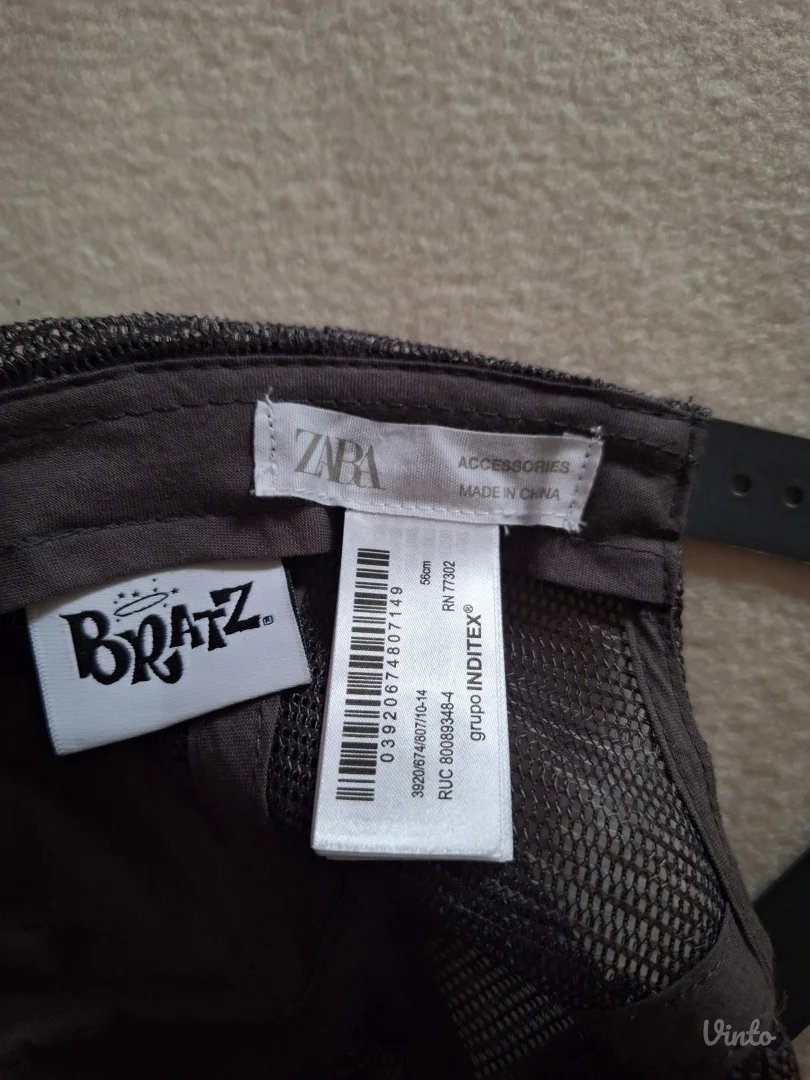 ZARA
ACCESSORIES
MADE IN CHINA
BRATZ®
03920674807149
56cm
3920/674/807/10-14
RN 77302
RUC 80089348-4
grupo INDITEX®
Vinto